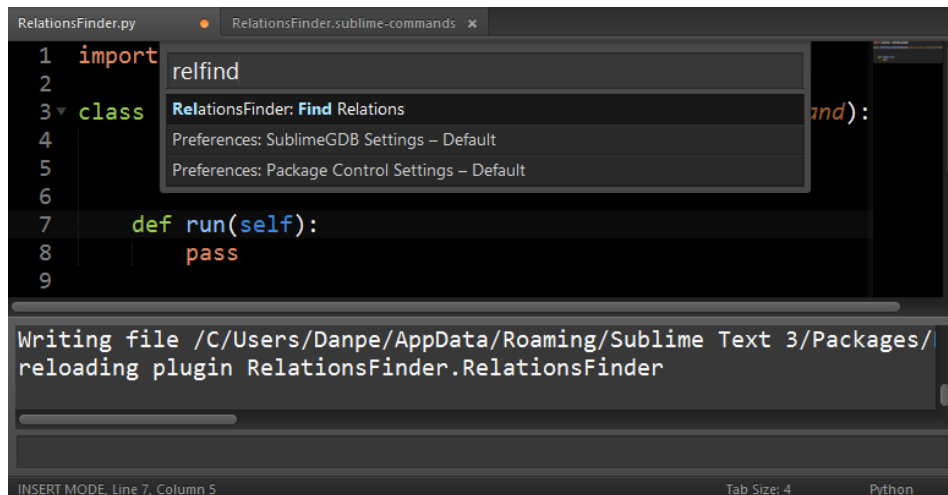 RelationsFinder.py
RelationsFinder.sublime-commands ×
1 import
relfind
2
3 class and):
RelationsFinder: Find Relations
4
Preferences: SublimeGDB Settings – Default
5
Preferences: Package Control Settings – Default
6
7 def run(self):
8 pass
9
Writing file /C/Users/Danpe/AppData/Roaming/Sublime Text 3/Packages/
reloading plugin RelationsFinder.RelationsFinder
INSERT MODE, Line 7, Column 5 Tab Size: 4 Python